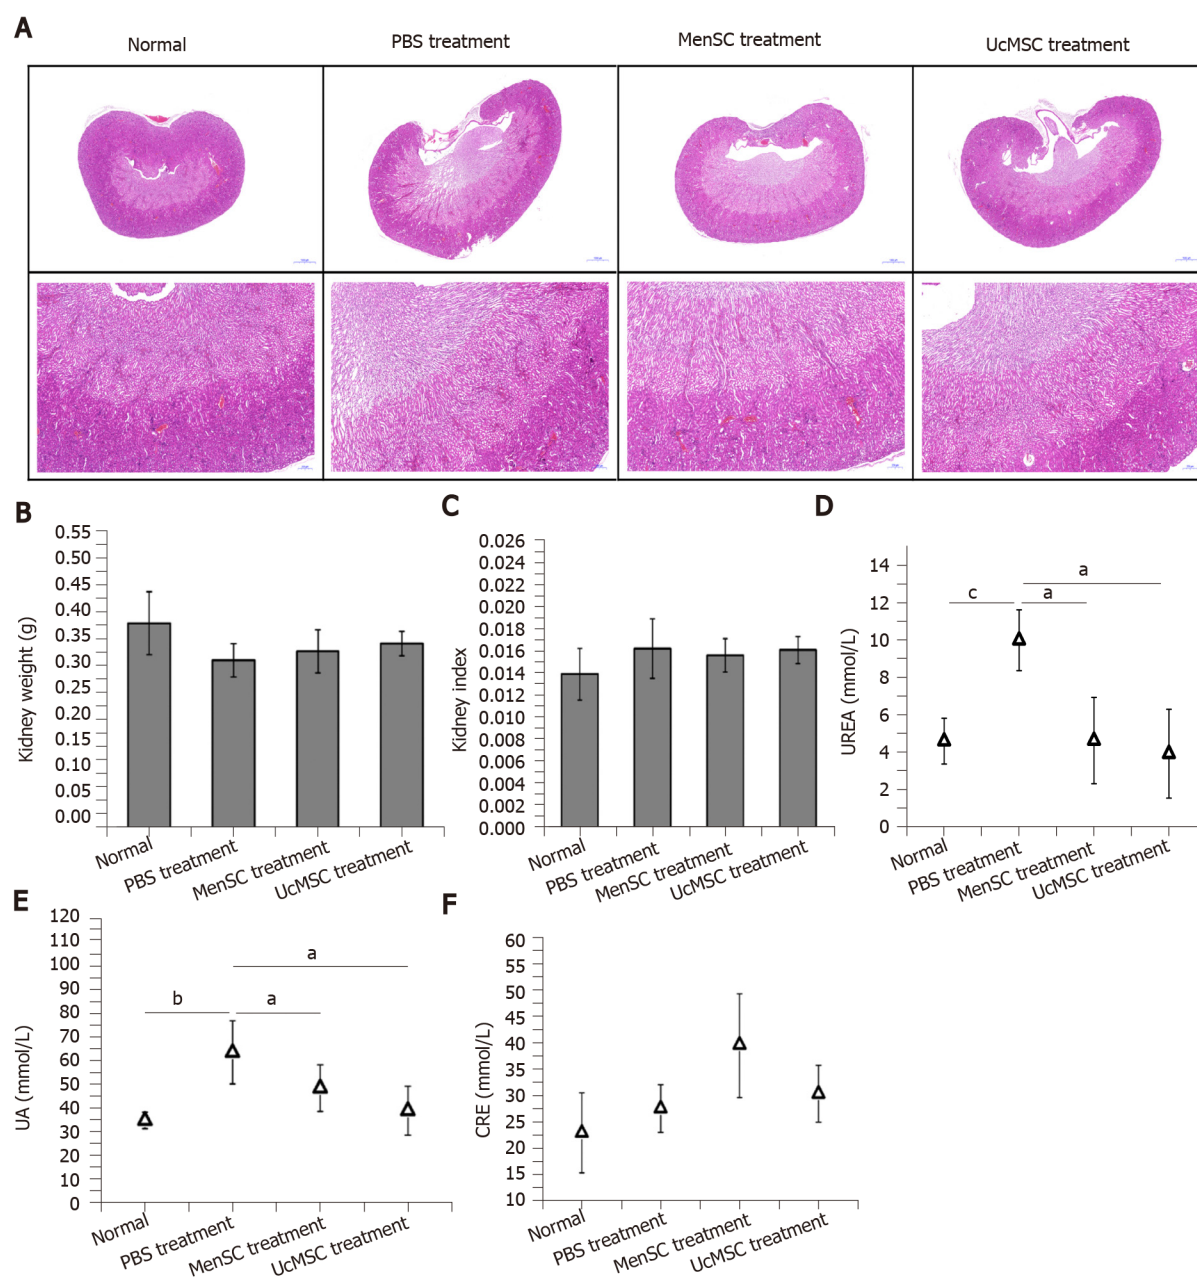 A
Normal
PBS treatment
MenSC treatment
UcMSC treatment
B
Kidney weight (g)
0.55
0.50
0.45
0.40
0.35
0.30
0.25
0.20
0.15
0.10
0.05
0.00
Normal
PBS treatment
MenSC treatment
UcMSC treatment
C
Kidney index
0.026
0.024
0.022
0.020
0.018
0.016
0.014
0.012
0.010
0.008
0.006
0.004
0.002
0.000
Normal
PBS treatment
MenSC treatment
UcMSC treatment
D
UREA (mmol/L)
14
12
10
8
6
4
2
0
c
a
a
Normal
PBS treatment
MenSC treatment
UcMSC treatment
E
UA (mmol/L)
120
110
100
90
80
70
60
50
40
30
20
10
0
b
a
a
Normal
PBS treatment
MenSC treatment
UcMSC treatment
F
CRE (mmol/L)
60
55
50
45
40
35
30
25
20
15
10
Normal
PBS treatment
MenSC treatment
UcMSC treatment